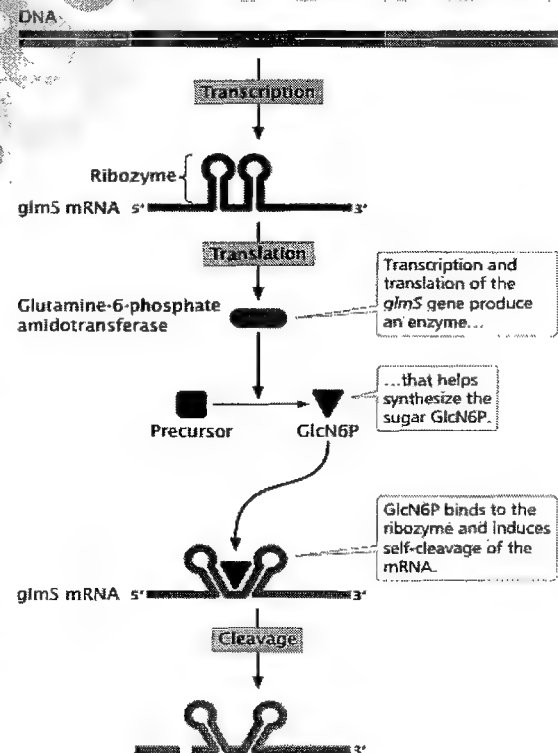 DNA
Transcription
Ribozyme
glmS mRNA 5' 3'
Translation
Transcription and
translation of the
glmS gene produce
an enzyme...
Glutamine-6-phosphate
amidotransferase
...that helps
synthesize the
sugar GlcN6P.
Precursor GlcN6P
GlcN6P binds to the
ribozyme and induces
self-cleavage of the
mRNA.
glmS mRNA 5' 3'
Cleavage
3'